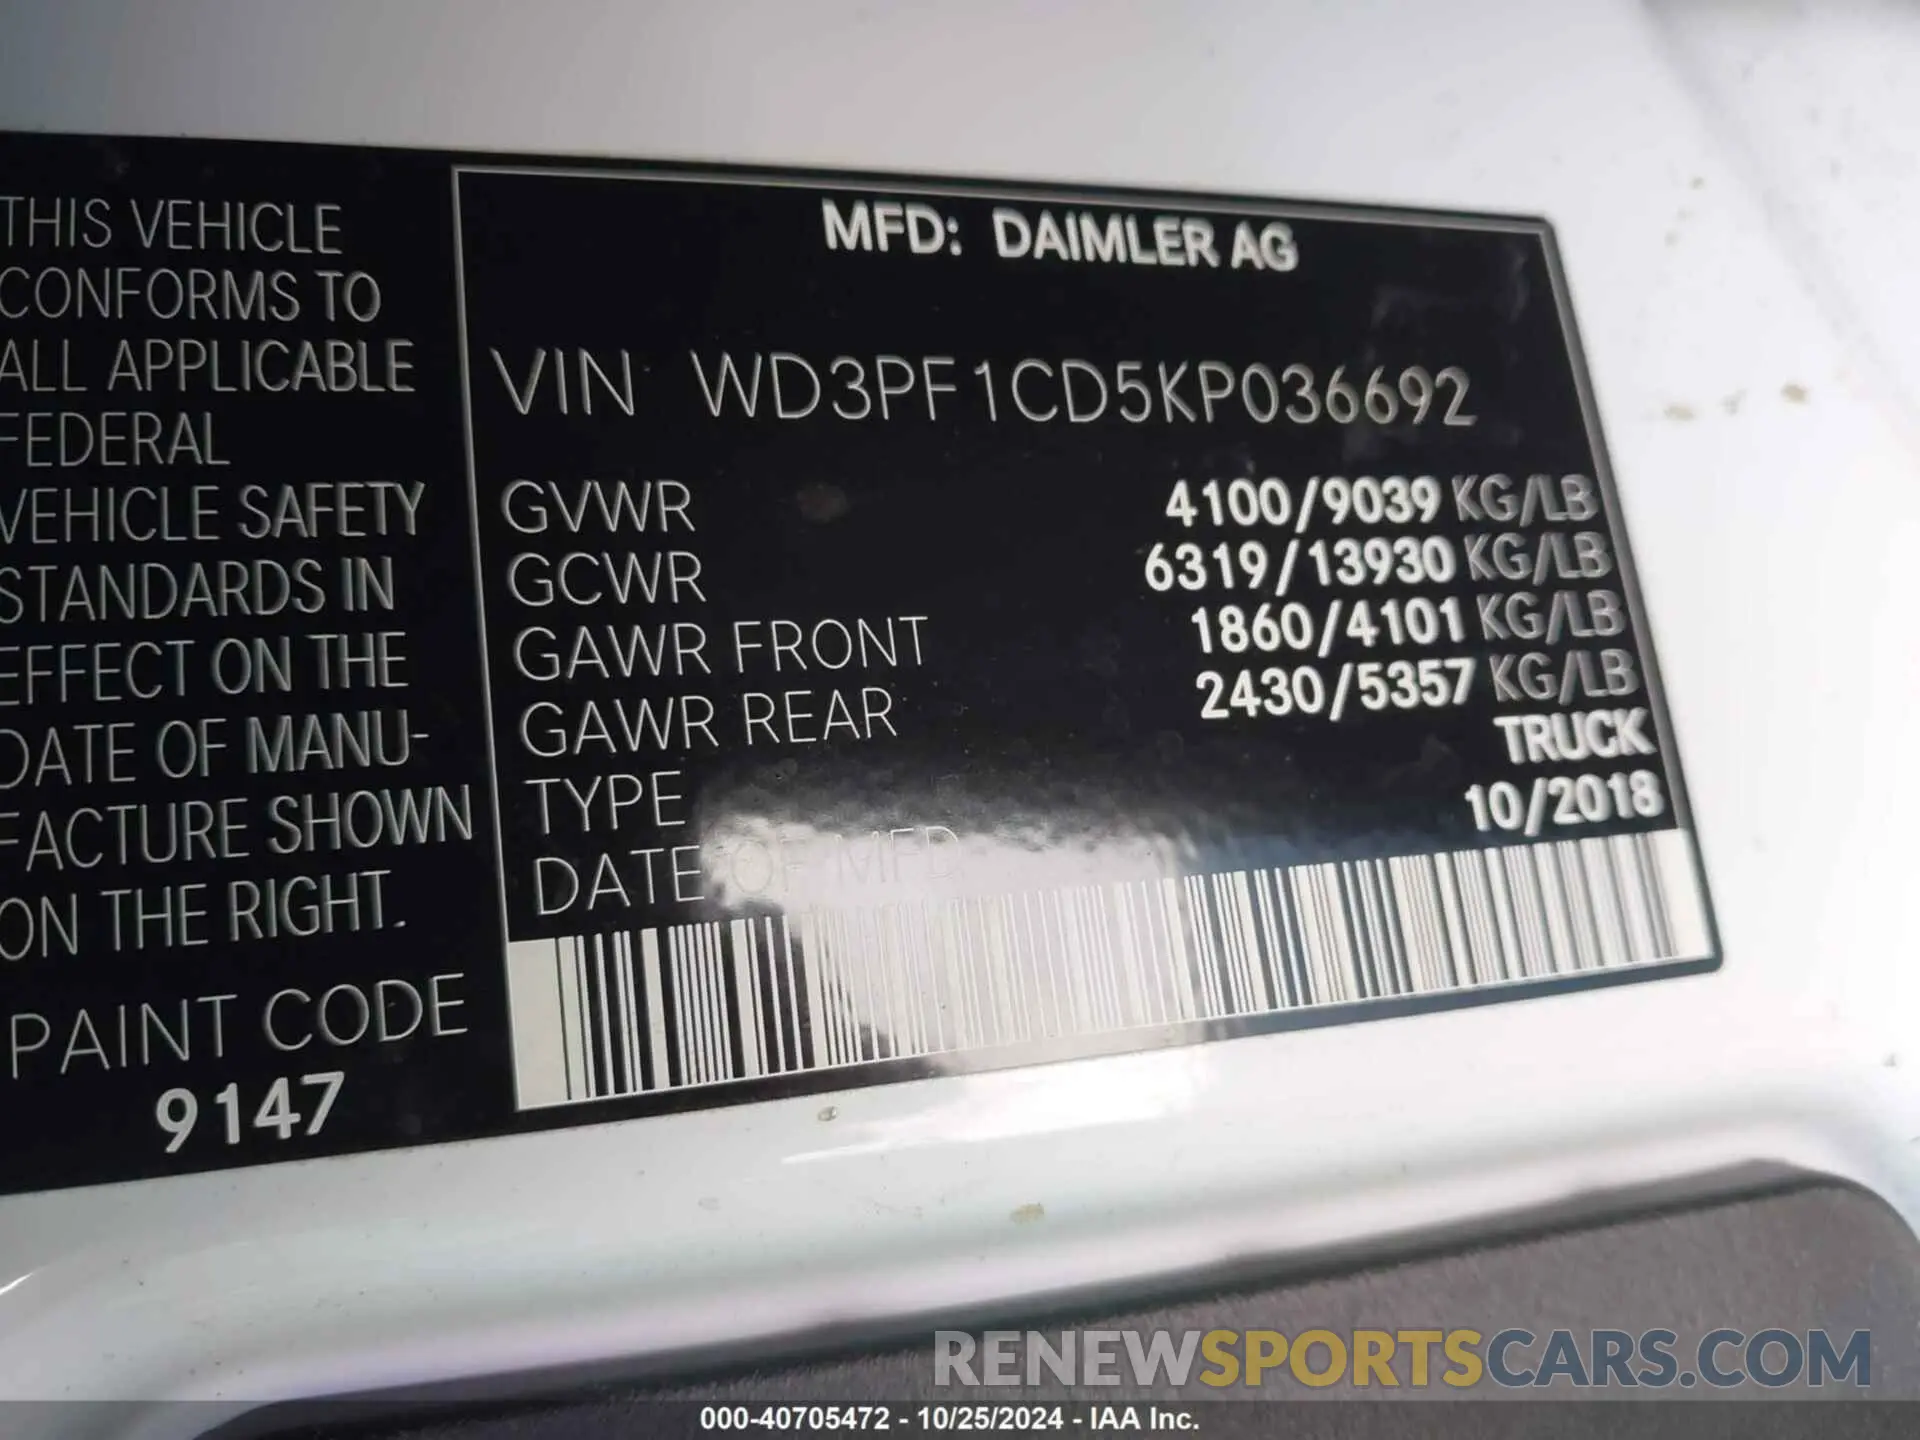 THIS VEHICLE
CONFORMS TO
ALL APPLICABLE
FEDERAL
VEHICLE SAFETY
STANDARDS IN
EFFECT ON THE
DATE OF MANU-
FACTURE SHOWN
ON THE RIGHT.
PAINT CODE
9147
MFD: DAIMLER AG
VIN WD3PF1CD5KP036692
GVWR 4100/9039 KG/LB
GCWR 6319/13930 KG/LB
GAWR FRONT 1860/4101 KG/LB
GAWR REAR 2430/5357 KG/LB
TYPE TRUCK
DATE OF MFD 10/2018
RENEWSPORTSCARS.COM
000-40705472 - 10/25/2024 - IAA Inc.